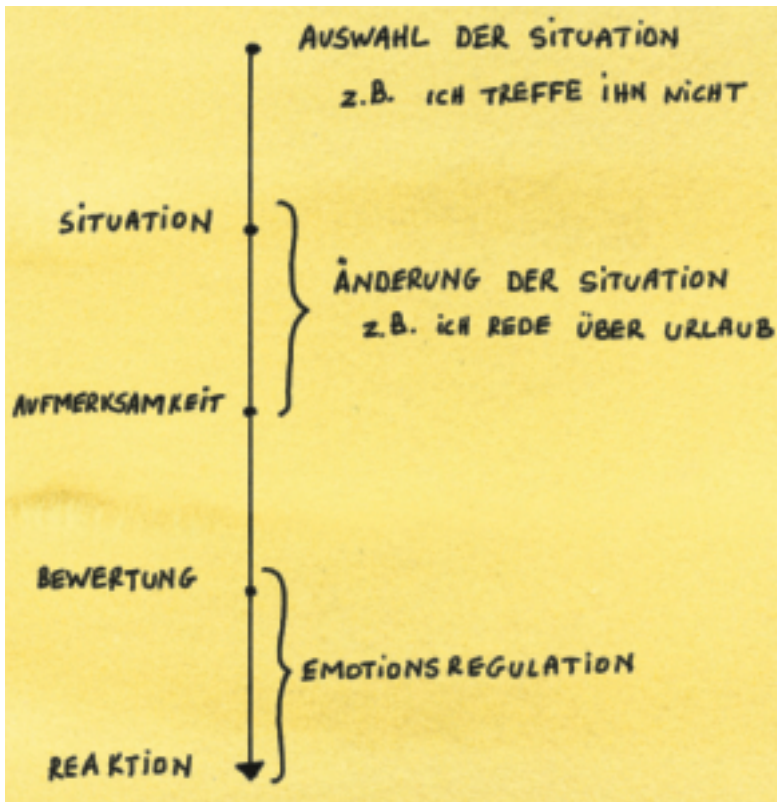 AUSWAHL DER SITUATION
z.B. ICH TREFFE IHN NICHT
SITUATION
ÄNDERUNG DER SITUATION
z.B. ICH REDE ÜBER URLAUB
AUFMERKSAMKEIT
BEWERTUNG
EMOTIONSREGULATION
REAKTION